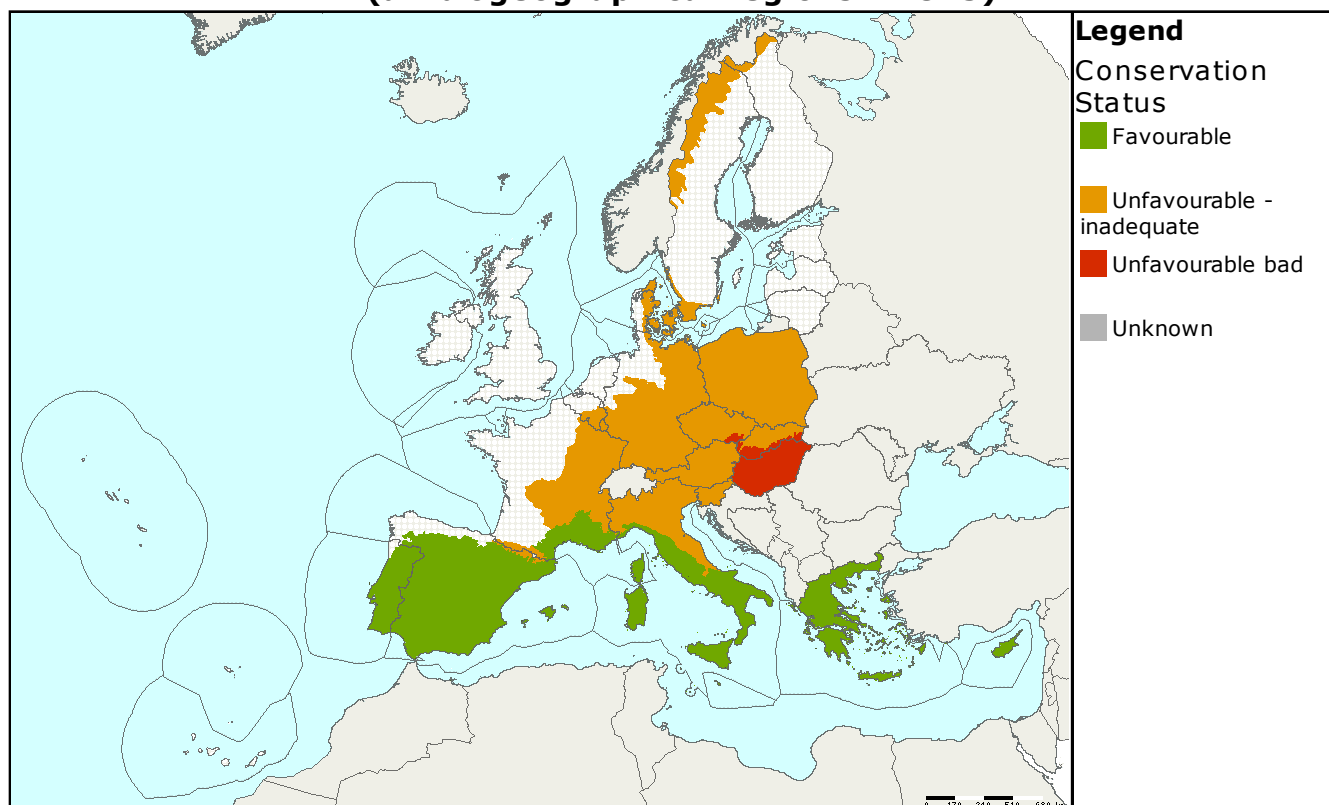 Legend
Conservation
Status
Favourable
Unfavourable -
inadequate
Unfavourable bad
Unknown